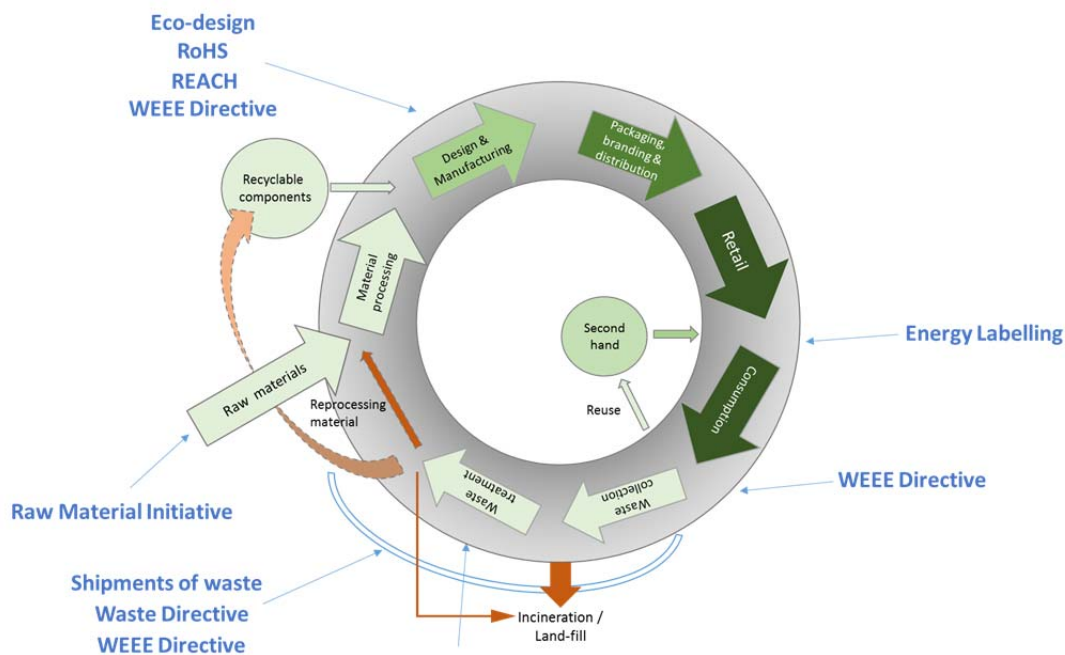 Eco-design
RoHS
REACH
WEEE Directive
Design &
Manufacturing
Packaging,
branding &
distribution
Recyclable
components
Material
processing
Retail
Second
hand
Energy Labelling
Raw materials
Reprocessing
material
Reuse
Consumption
Waste
treatment
Waste
collection
WEEE Directive
Raw Material Initiative
Shipments of waste
Waste Directive
WEEE Directive
Incineration /
Land-fill